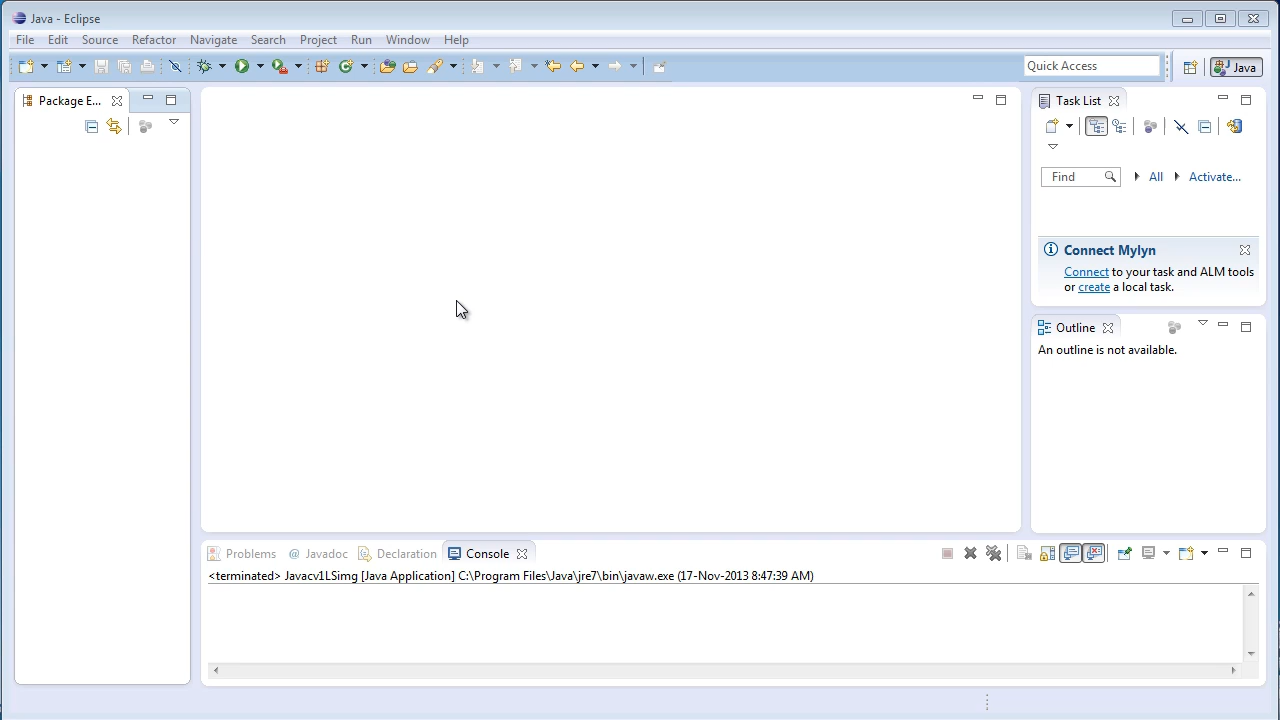 Java - Eclipse
File Edit Source Refactor Navigate Search Project Run Window Help
Quick Access
Java
Package E...
Task List
Find
All
Activate...
Connect Mylyn
Connect to your task and ALM tools
or create a local task.
Outline
An outline is not available.
Problems
@ Javadoc
Declaration
Console
<terminated> Javacv1LSimg [Java Application] C:\Program Files\Java\jre7\bin\javaw.exe (17-Nov-2013 8:47:39 AM)